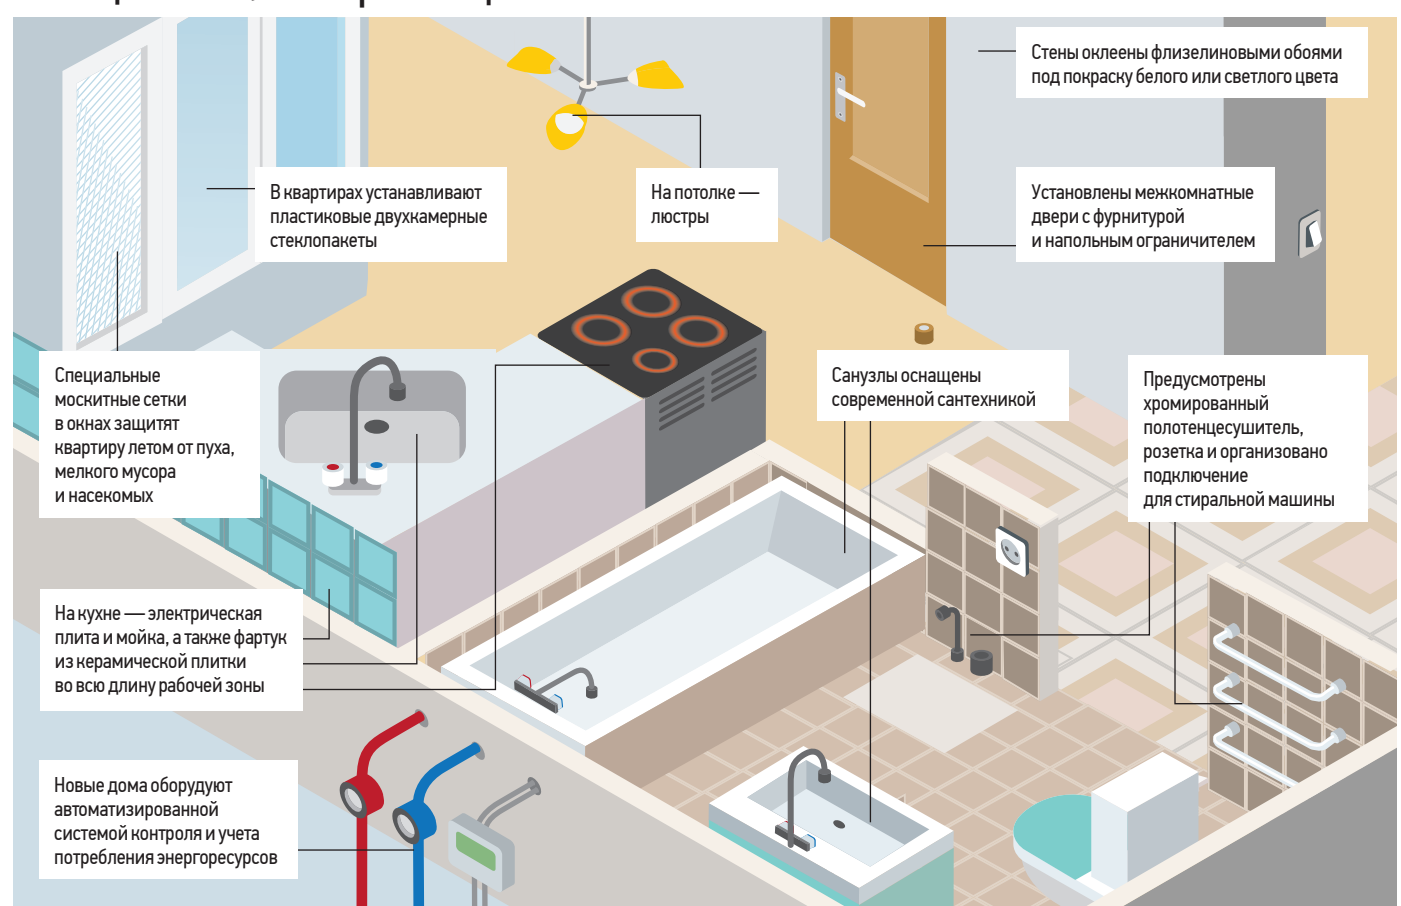 Стены оклеены флизелиновыми обоями
под покраску белого или светлого цвета
В квартирах устанавливают
пластиковые двухкамерные
стеклопакеты
На потолке —
люстры
Установлены межкомнатные
двери с фурнитурой
и напольным ограничителем
Специальные
москитные сетки
в окнах защитят
квартиру летом от пуха,
мелкого мусора
и насекомых
Санузлы оснащены
современной сантехникой
Предусмотрены
хромированный
полотенцесушитель,
розетка и организовано
подключение
для стиральной машины
На кухне — электрическая
плита и мойка, а также фартук
из керамической плитки
во всю длину рабочей зоны
Новые дома оборудуют
автоматизированной
системой контроля и учета
потребления энергоресурсов